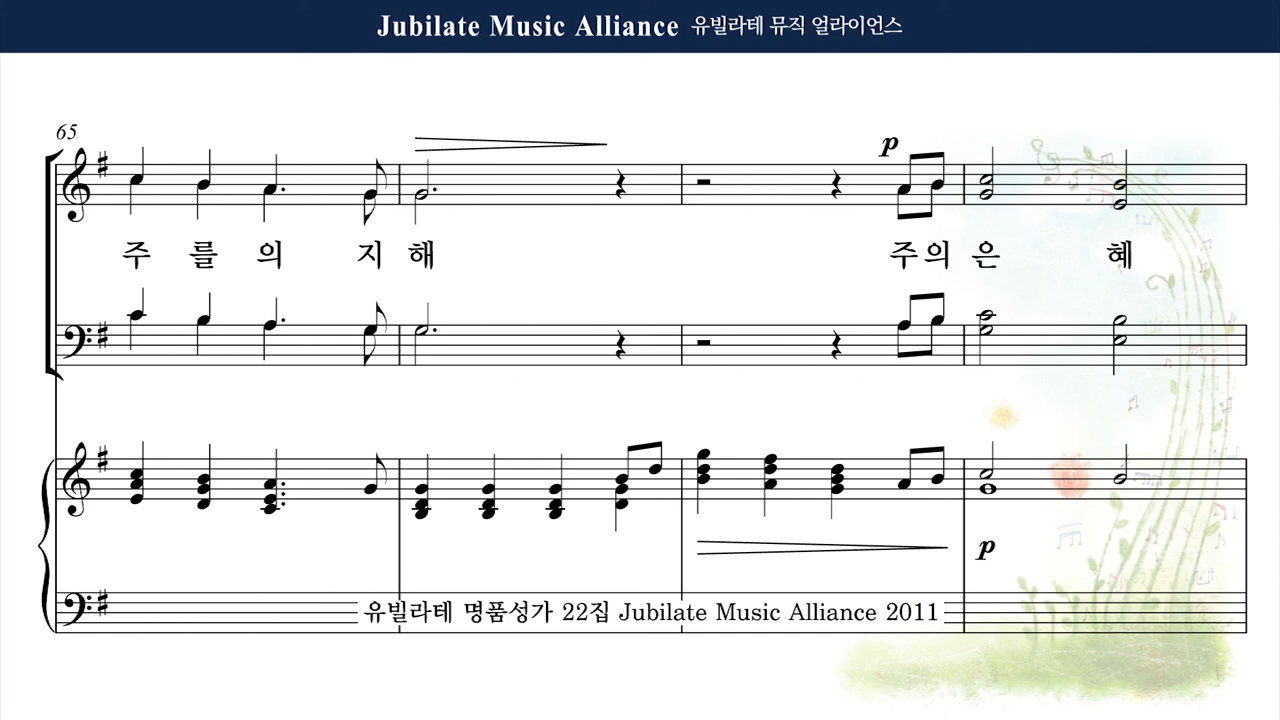 Jubilate Music Alliance 유빌라테 뮤직 얼라이언스
65
p
주 를 의 지 해 주의 은 혜
p
유빌라테 명품성가 22집 Jubilate Music Alliance 2011